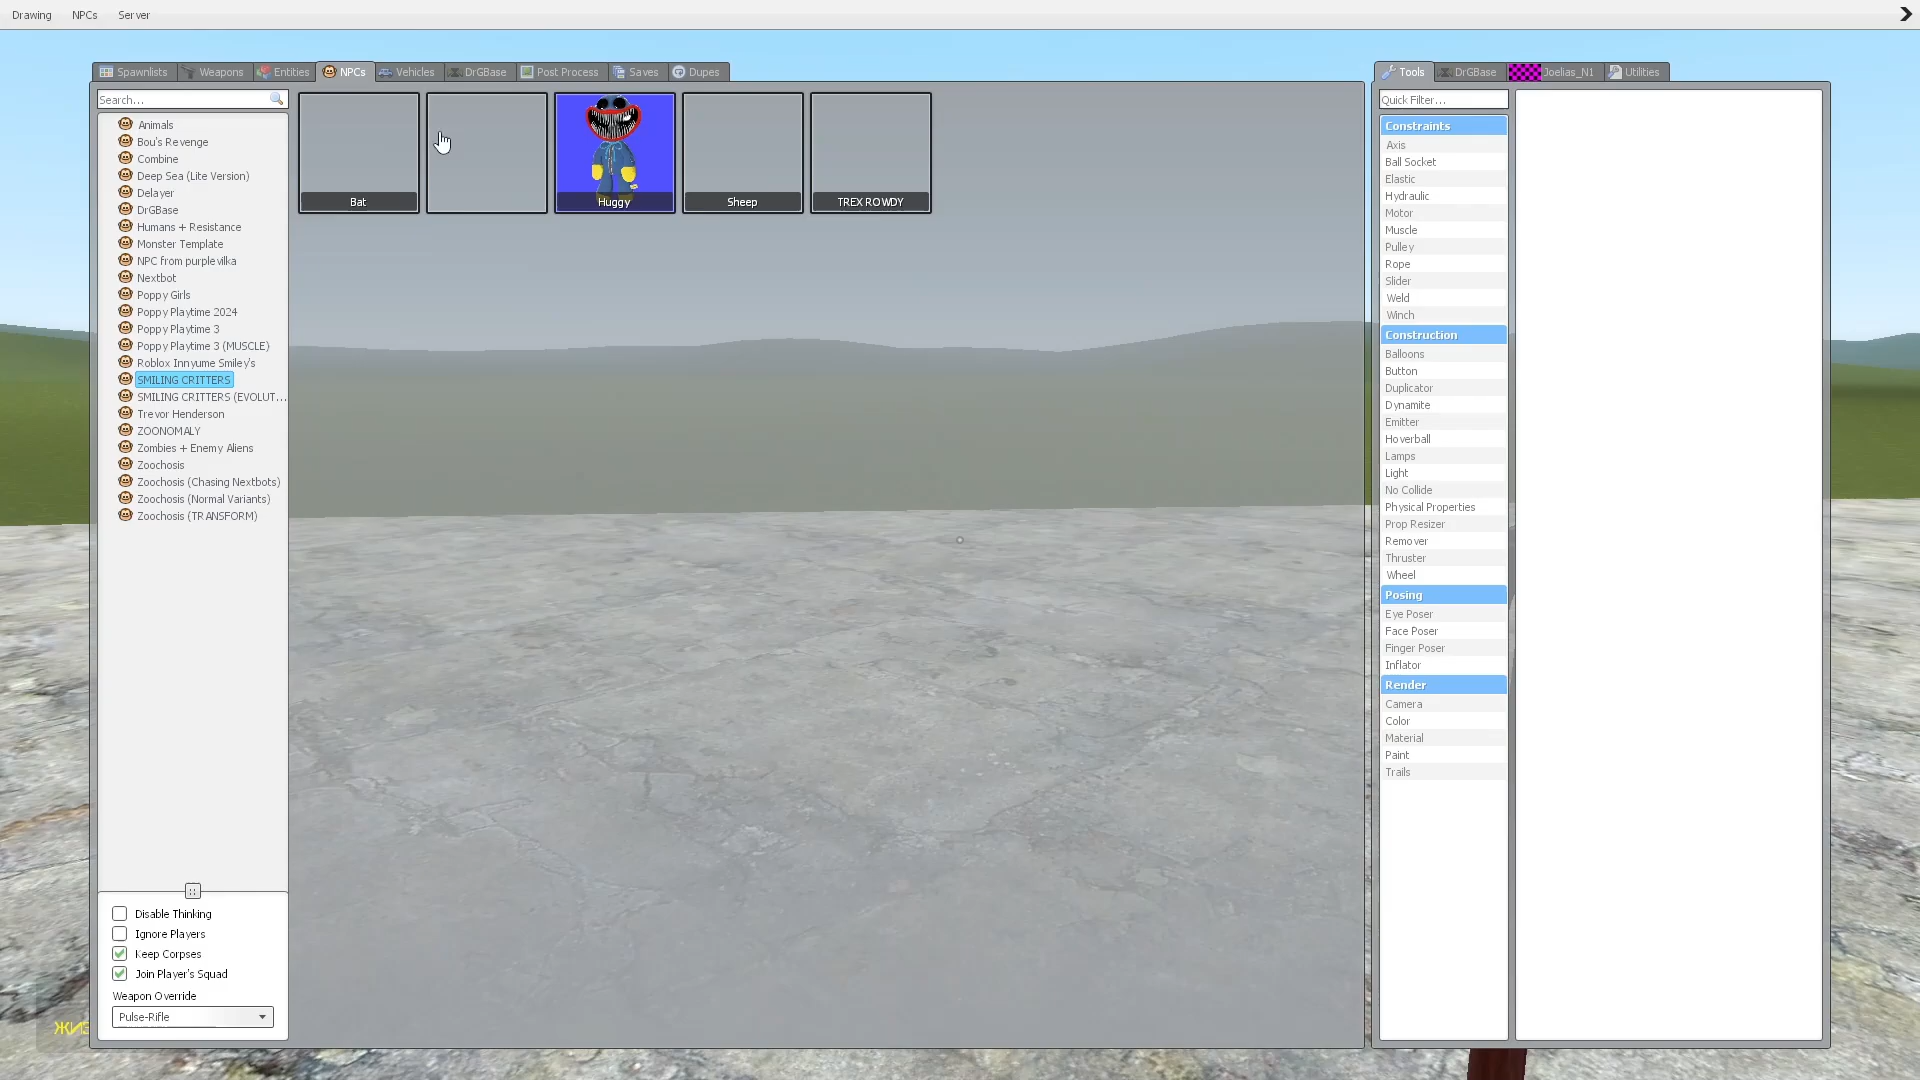 Drawing NPCs Server
Spawnlists Weapons Entities NPCs Vehicles DrGBase Post Process Saves Dupes
Search...
Animals
Bou's Revenge
Combine
Deep Sea (Lite Version)
Delayer
DrGBase
Humans + Resistance
Monster Template
NPC from purplevilka
Nextbot
Poppy Girls
Poppy Playtime 2024
Poppy Playtime 3
Poppy Playtime 3 (MUSCLE)
Roblox Innyume Smiley's
SMILING CRITTERS
SMILING CRITTERS (EVOLUT...
Trevor Henderson
ZOONOMALY
Zombies + Enemy Aliens
Zoochosis
Zoochosis (Chasing Nextbots)
Zoochosis (Normal Variants)
Zoochosis (TRANSFORM)
Disable Thinking
Ignore Players
Keep Corpses
Join Player's Squad
Weapon Override
Pulse-Rifle
Bat
Huggy
Sheep
TREX ROWDY
Tools DrGBase Joelias_N1 Utilities
Quick Filter...
Constraints
Axis
Ball Socket
Elastic
Hydraulic
Motor
Muscle
Pulley
Rope
Slider
Weld
Winch
Construction
Balloons
Button
Duplicator
Dynamite
Emitter
Hoverball
Lamps
Light
No Collide
Physical Properties
Prop Resizer
Remover
Thruster
Wheel
Posing
Eye Poser
Face Poser
Finger Poser
Inflator
Render
Camera
Color
Material
Paint
Trails